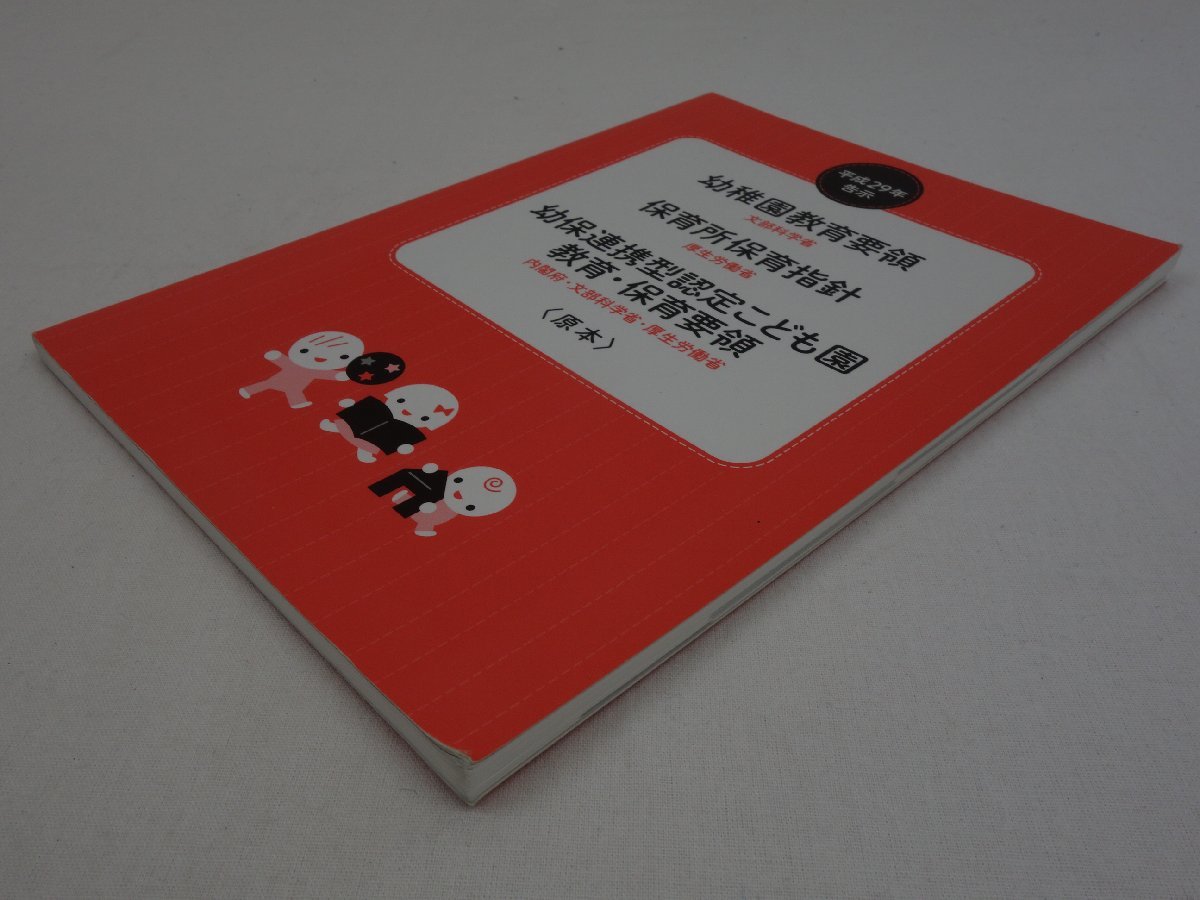 平成29年
告示
幼稚園教育要領
文部科学省
保育所保育指針
厚生労働省
幼保連携型認定こども園
教育・保育要領
内閣府・文部科学省・厚生労働省
〈原本〉